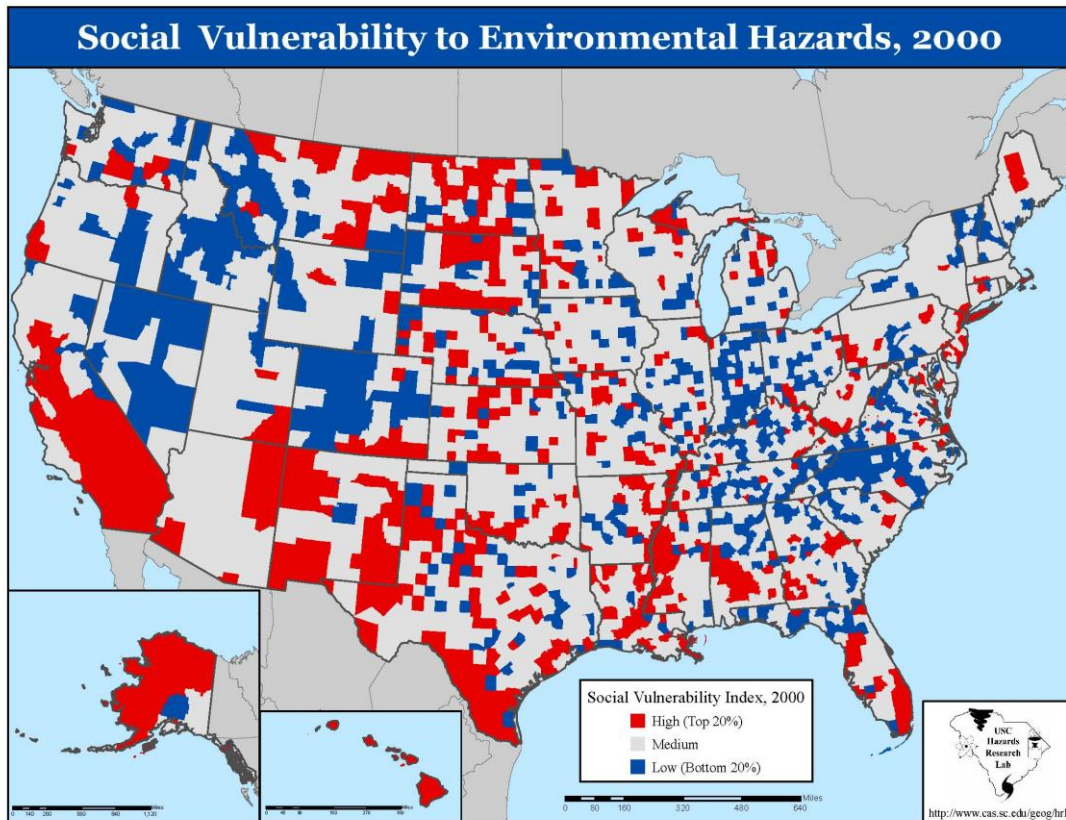 Social Vulnerability to Environmental Hazards, 2000
Social Vulnerability Index, 2000
High (Top 20%)
Medium
Low (Bottom 20%)
USC
Hazards
Research
Lab
Miles
0 80 160 320 480 640
http://www.cas.sc.edu/geog/hrl